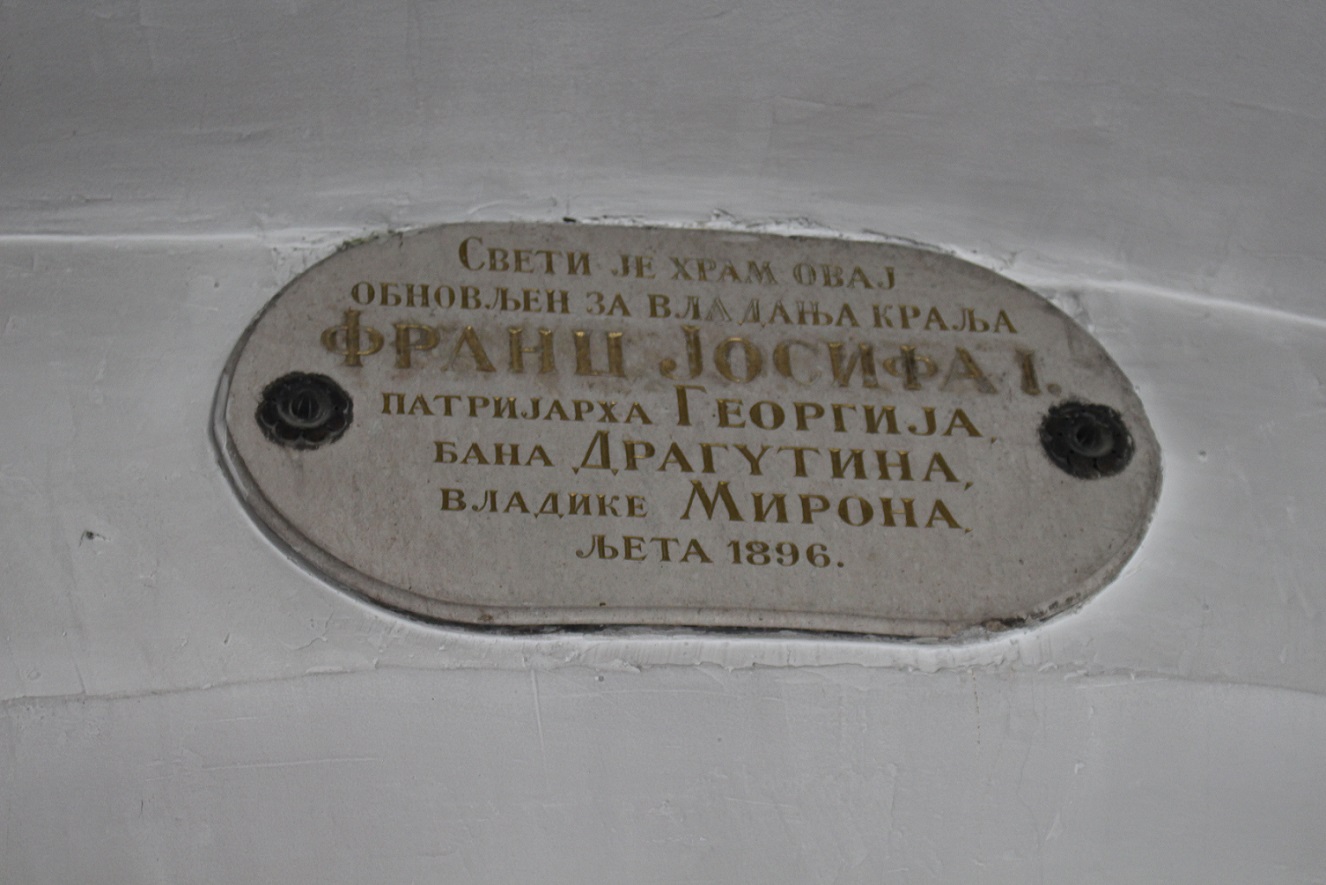 Свети је храм овај
обновљен за владања краља
Франц Јосифа I.
патријарха Георгија,
бана Драгутина,
владике Мирона,
љета 1896.